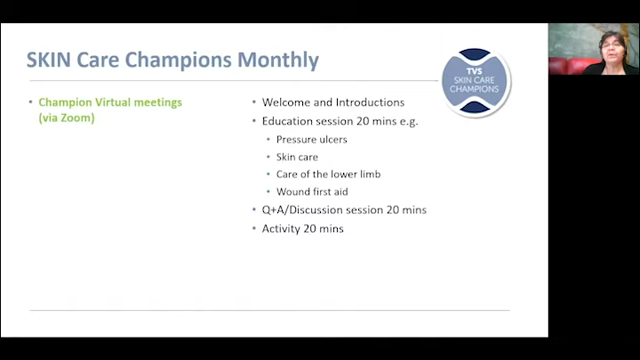 SKIN Care Champions Monthly
TVS
SKIN CARE
CHAMPIONS
• Champion Virtual meetings
(via Zoom)
• Welcome and Introductions
• Education session 20 mins e.g.
• Pressure ulcers
• Skin care
• Care of the lower limb
• Wound first aid
• Q+A/Discussion session 20 mins
• Activity 20 mins